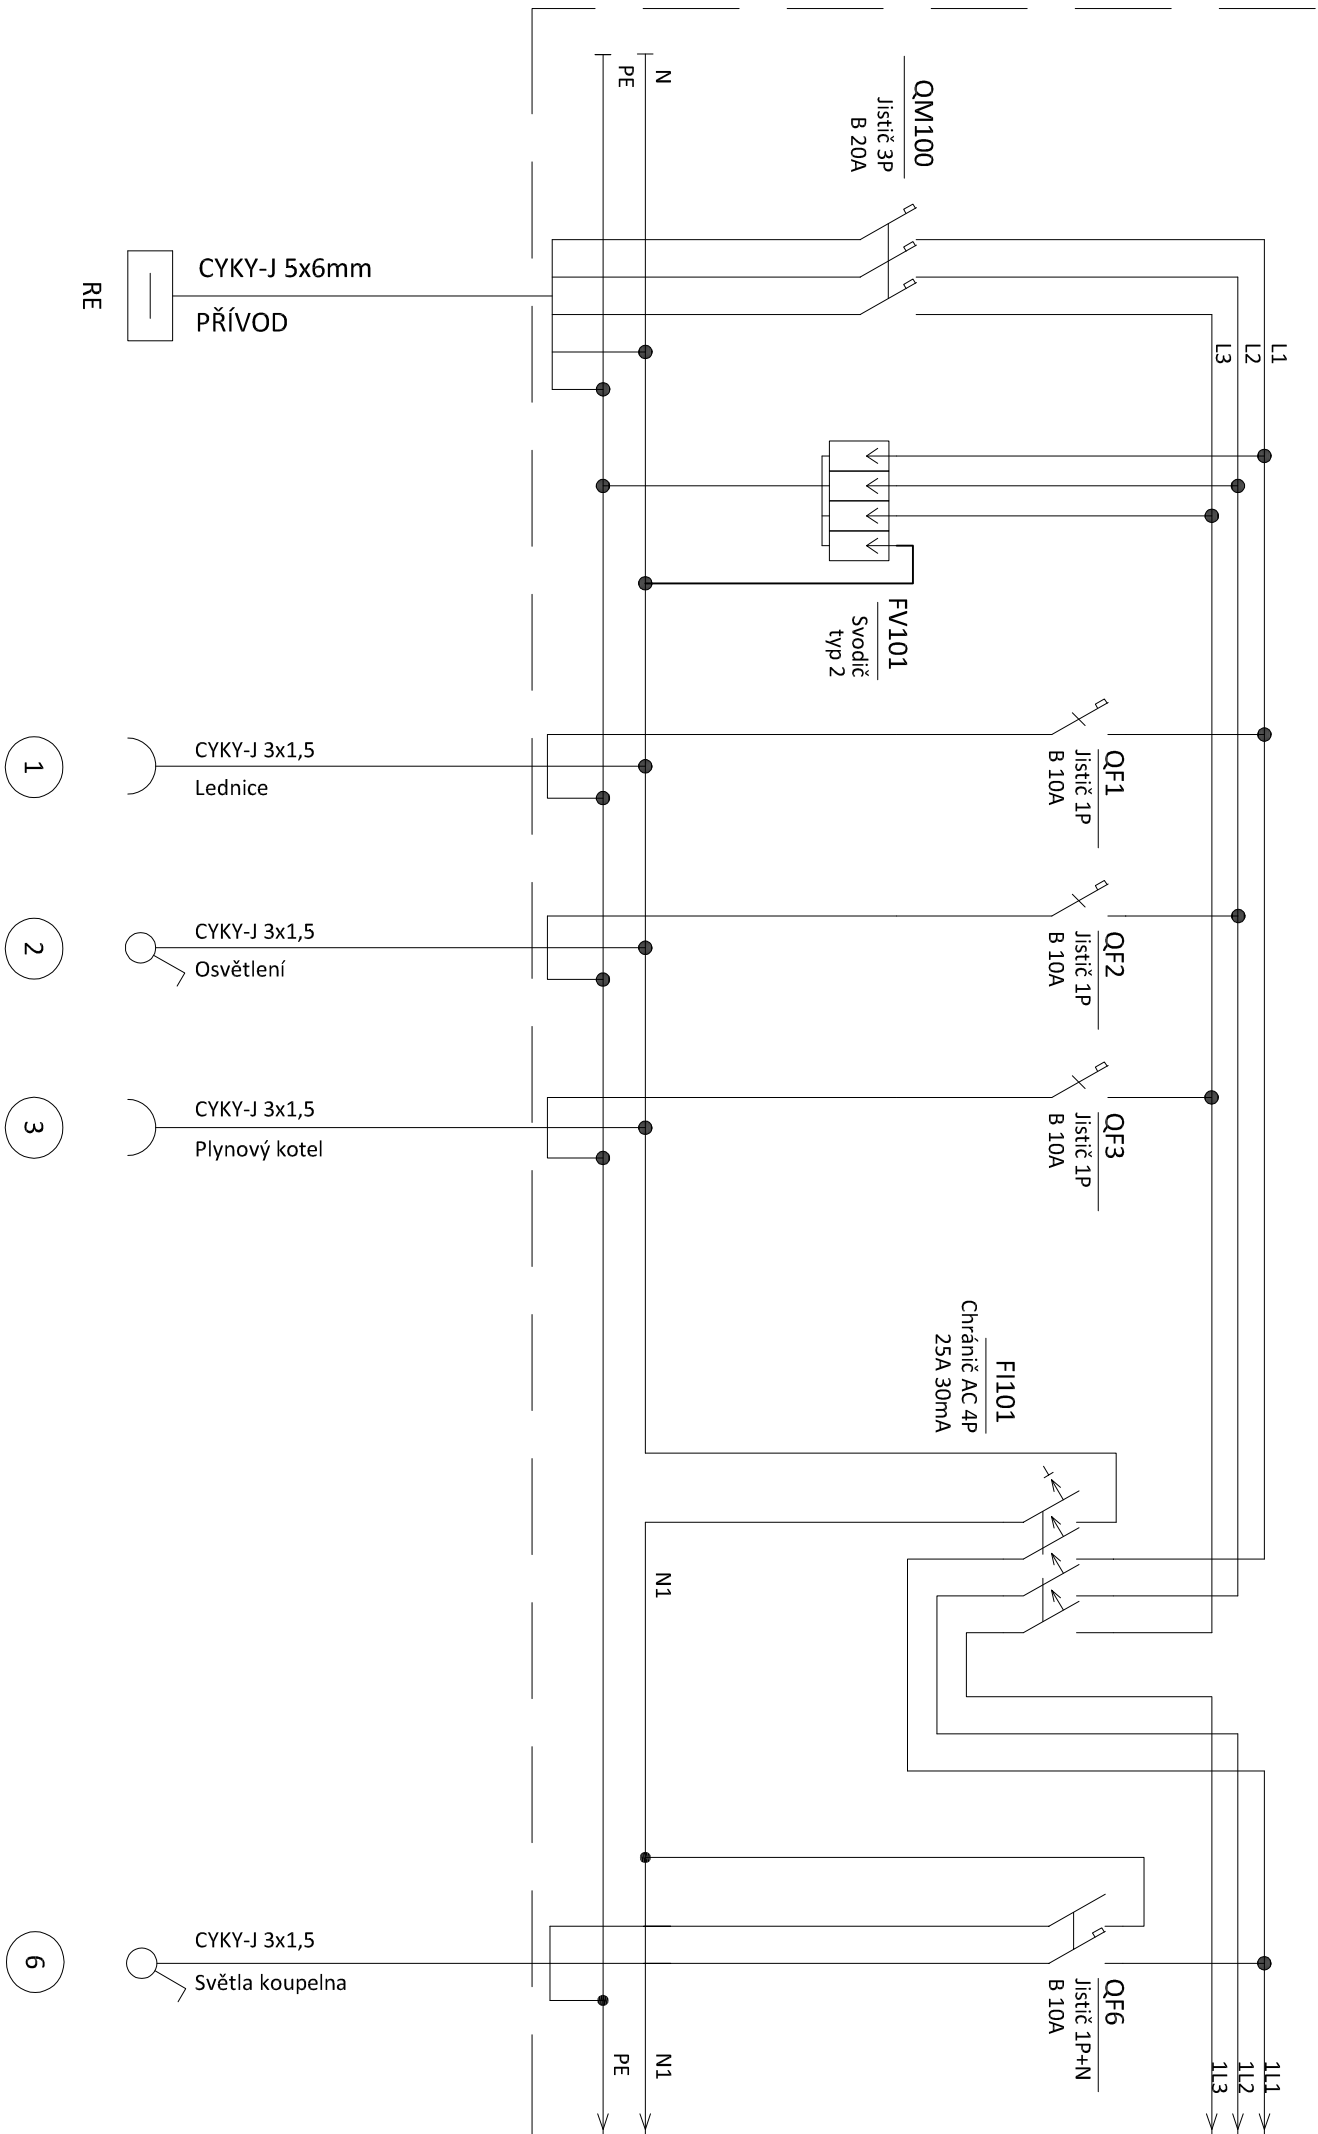 N
PE
QM100
Jistič 3P
B 20A
CYKY-J 5x6mm
PŘÍVOD
RE
L1
L2
L3
FV101
Svodič
typ 2
QF1
Jistič 1P
B 10A
CYKY-J 3x1,5
Lednice
1
QF2
Jistič 1P
B 10A
CYKY-J 3x1,5
Osvětlení
2
QF3
Jistič 1P
B 10A
CYKY-J 3x1,5
Plynový kotel
3
FI101
Chránič AC 4P
25A 30mA
N1
QF6
Jistič 1P+N
B 10A
CYKY-J 3x1,5
Světla koupelna
6
1L1
1L2
1L3
N1
PE